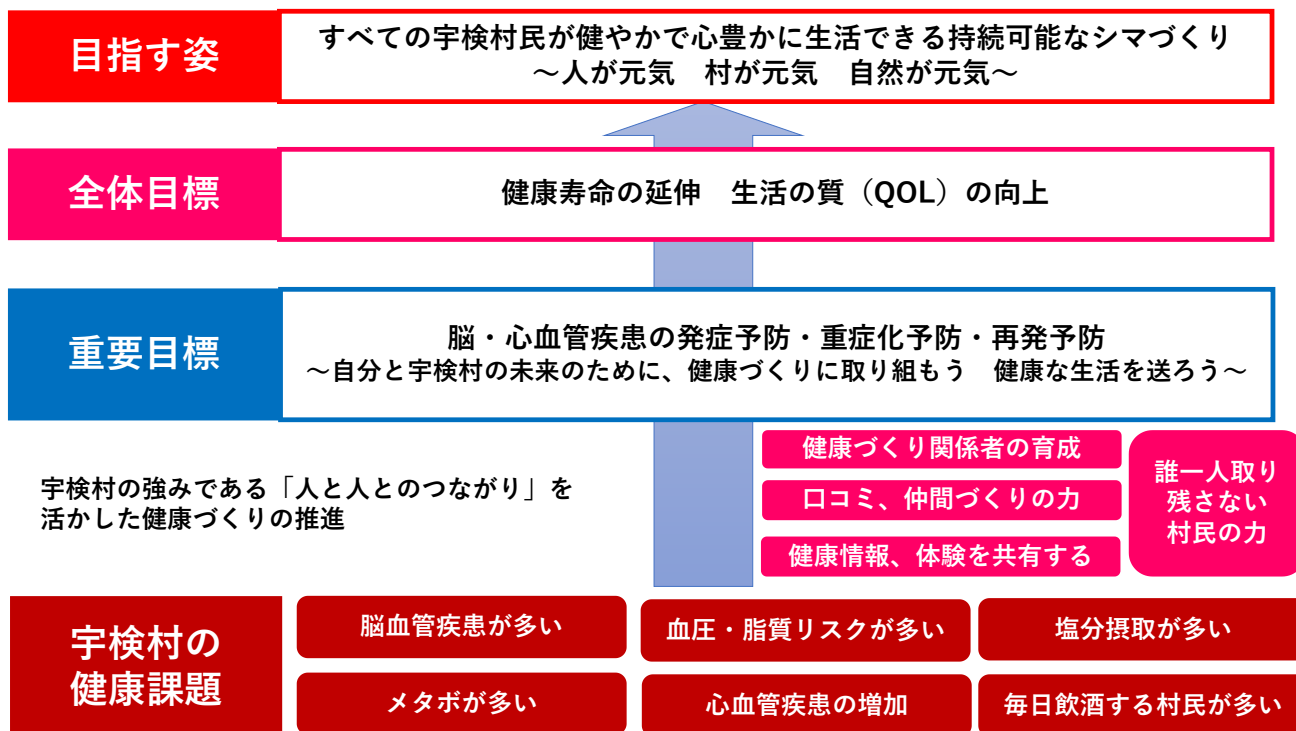 目指す姿
すべての宇検村民が健やかで心豊かに生活できる持続可能なシマづくり
～人が元気　村が元気　自然が元気～
全体目標
健康寿命の延伸　生活の質（QOL）の向上
重要目標
脳・心血管疾患の発症予防・重症化予防・再発予防
～自分と宇検村の未来のために、健康づくりに取り組もう　健康な生活を送ろう～
宇検村の強みである「人と人とのつながり」を
活かした健康づくりの推進
健康づくり関係者の育成
口コミ、仲間づくりの力
健康情報、体験を共有する
誰一人取り
残さない
村民の力
宇検村の
健康課題
脳血管疾患が多い
血圧・脂質リスクが多い
塩分摂取が多い
メタボが多い
心血管疾患の増加
毎日飲酒する村民が多い